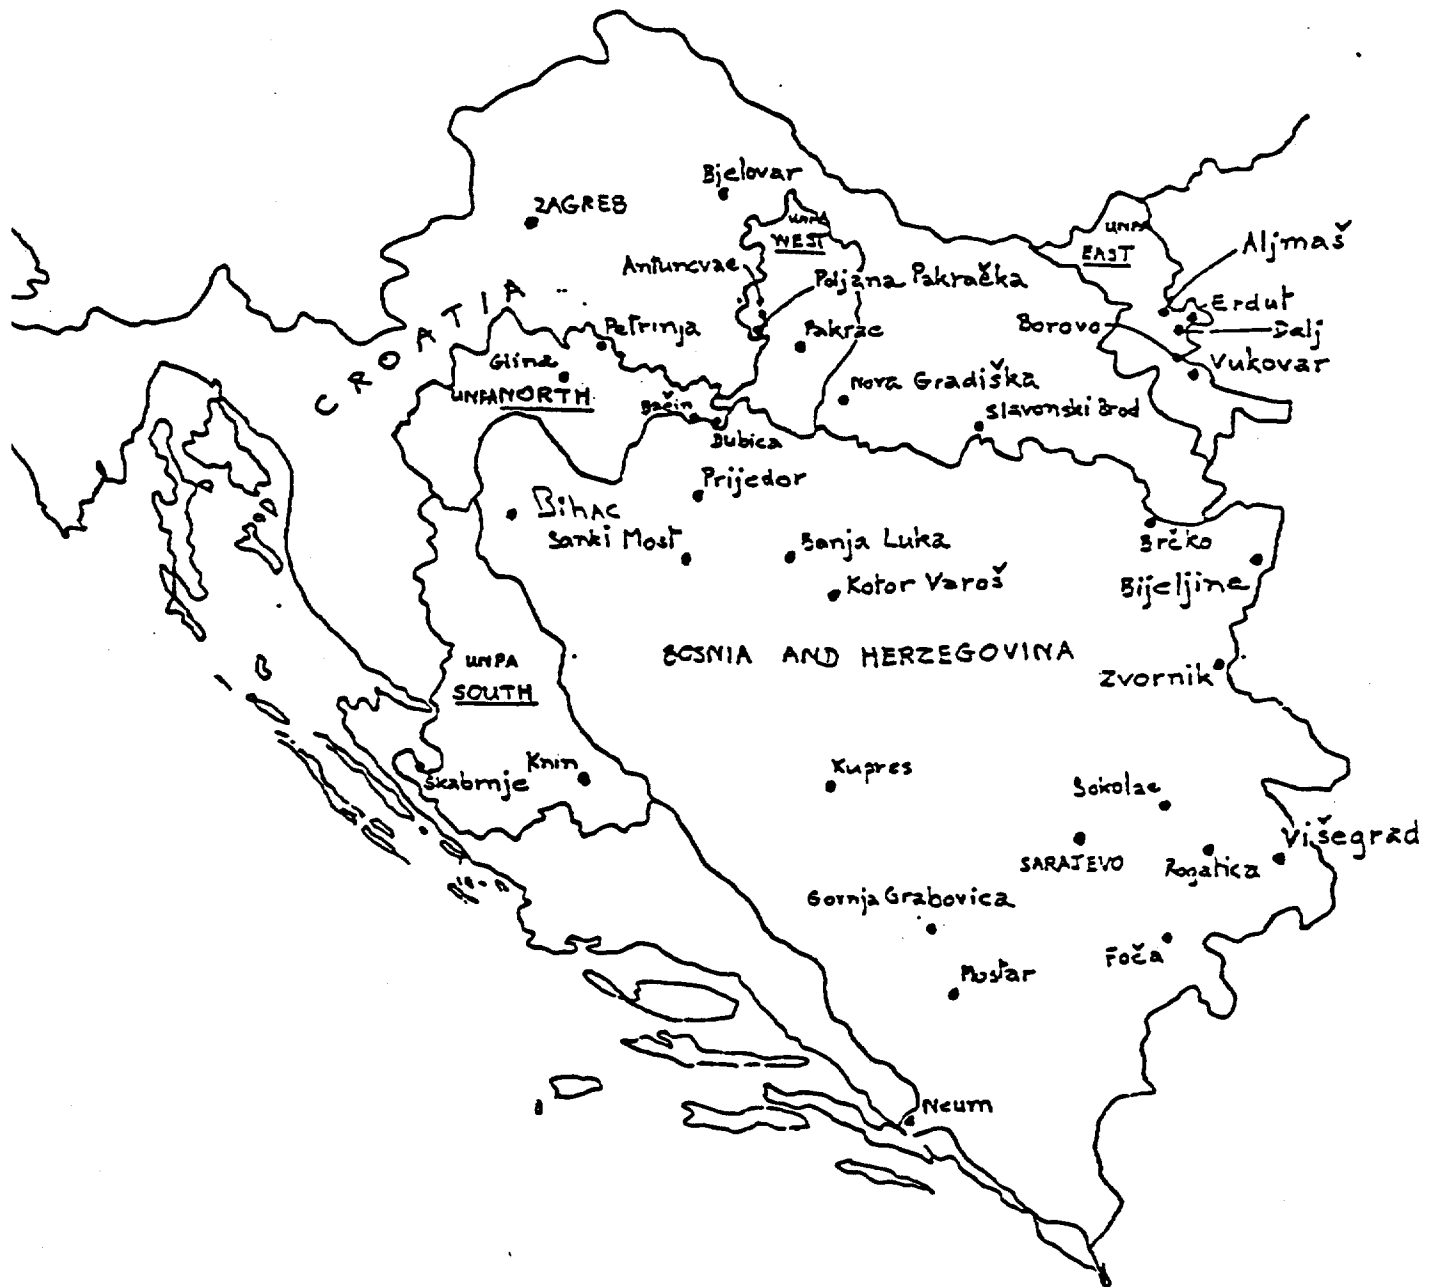 Bjelovar
ZAGREB
UNPA
WEST
UNPA
EAST
Aljmaš
Antuncvae
Poljana Pakračka
Erdut
CROATIA
Borovo
Dalj
Petrinja
Pakrac
Vukovar
Glina
UNPA NORTH
Nova Gradiška
Bačin
Slavonski Brod
Dubica
Prijedor
Bihac
Sanki Most
Banja Luka
Brčko
Kotor Varoš
Bijeljine
BOSNIA AND HERZEGOVINA
UNPA
SOUTH
Zvornik
Knin
Kupres
Škabrnje
Sokolac
Višegrad
SARAJEVO
Rogatica
Gornja Grabovica
Foča
Mostar
Neum